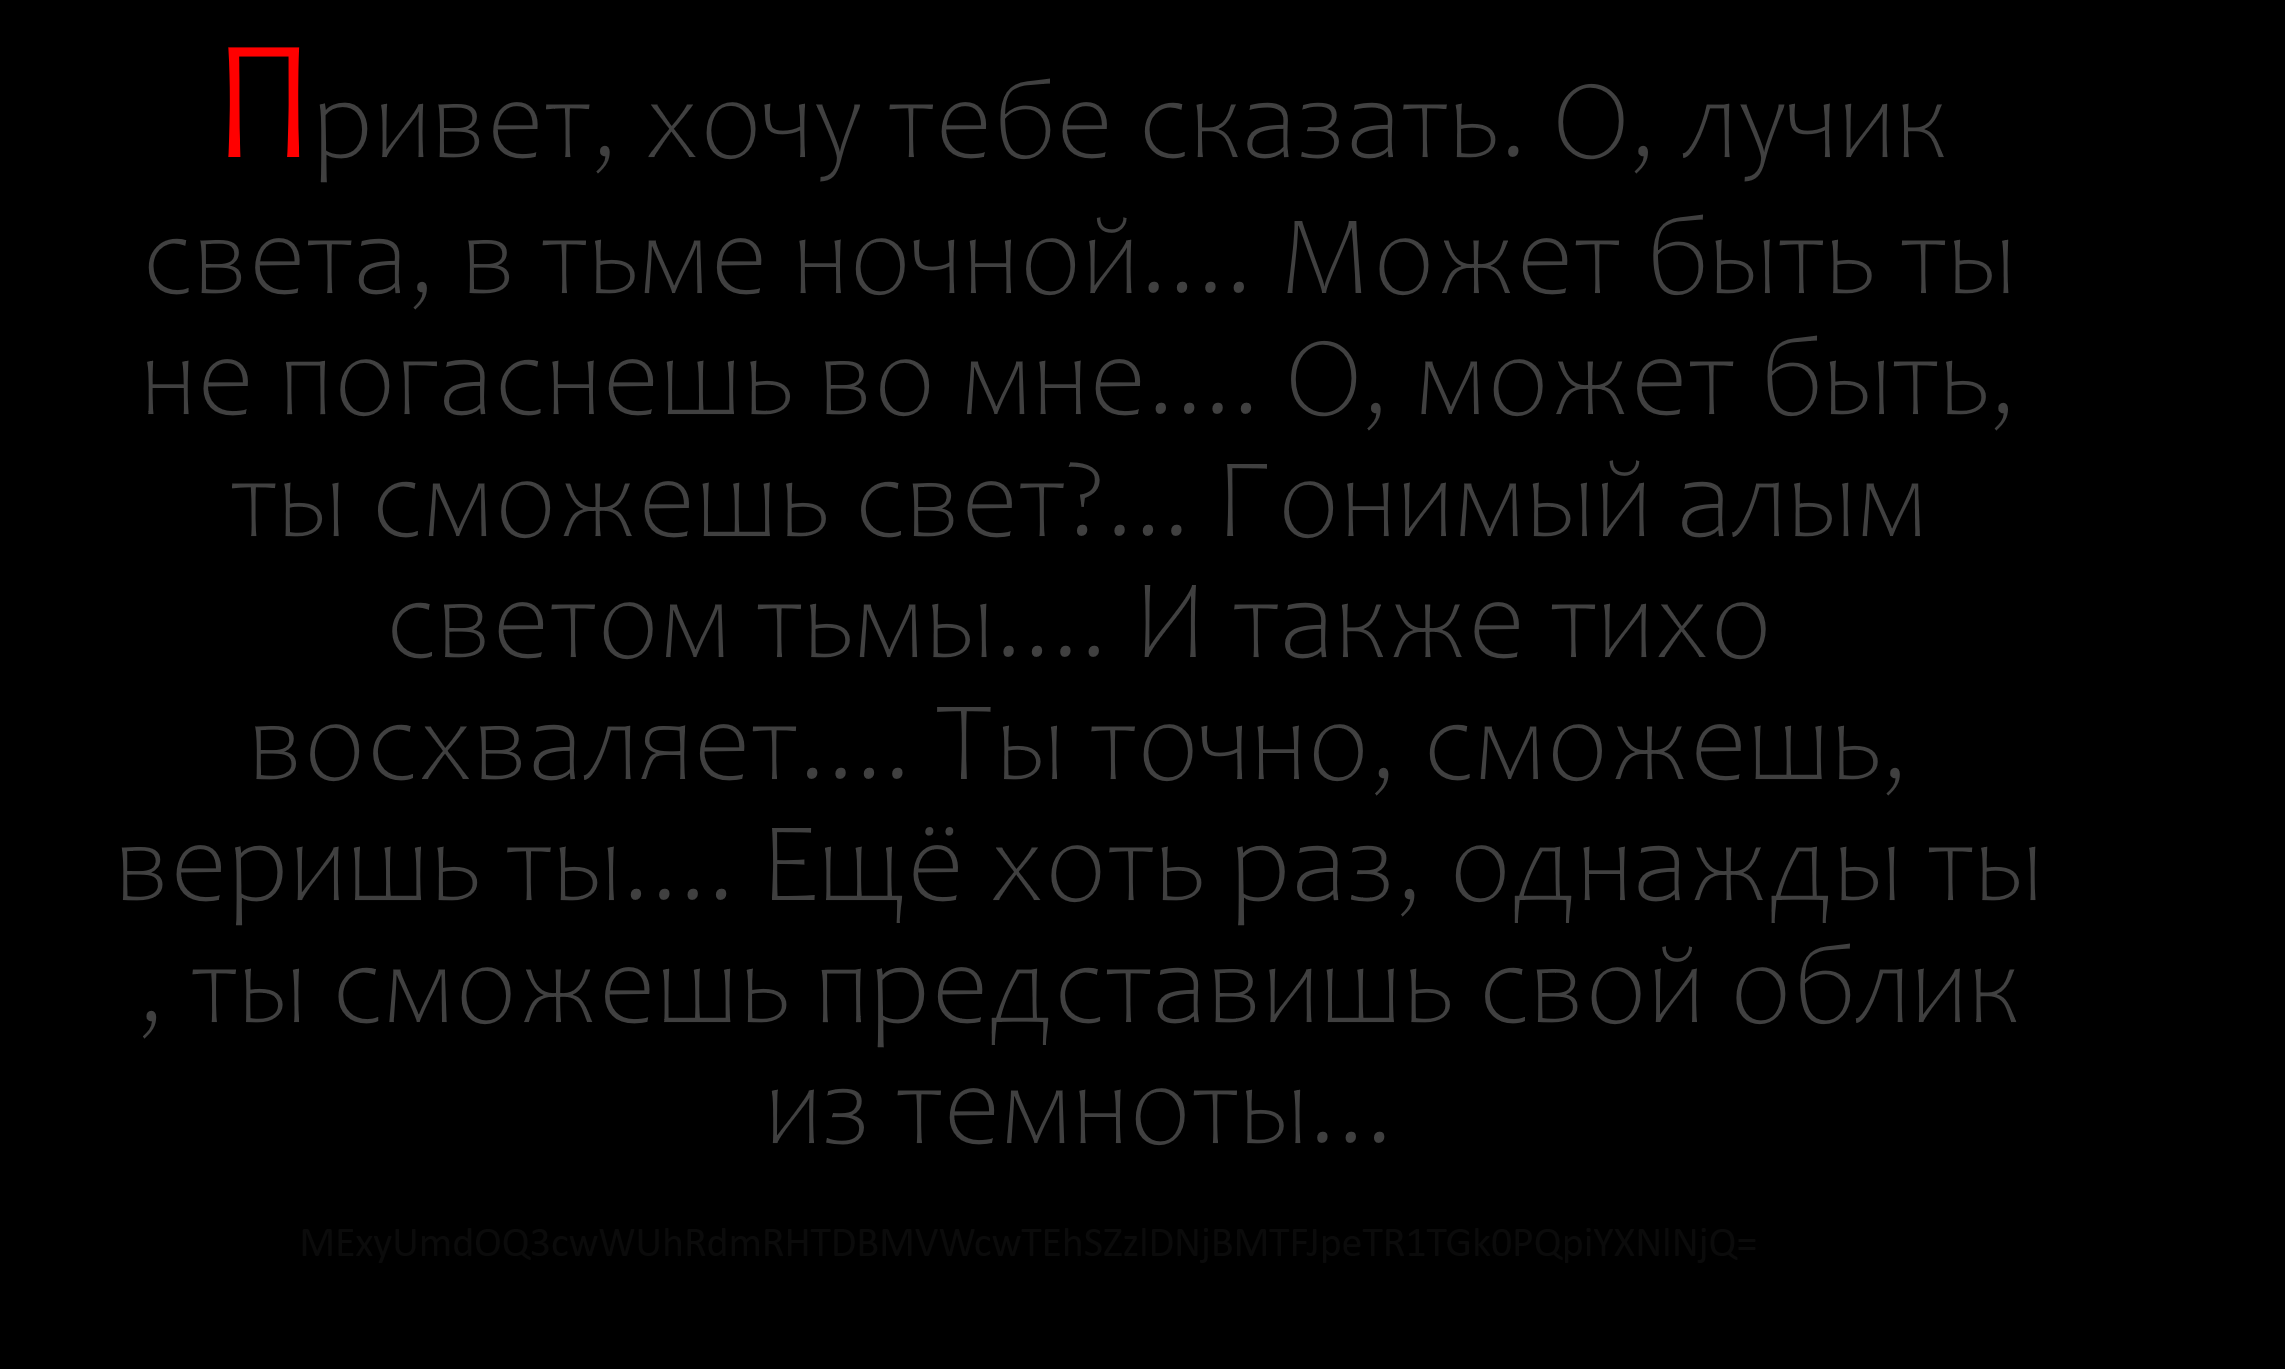 Привет, хочу тебе сказать. О, лучик
света, в тьме ночной.... Может быть ты
не погаснешь во мне.... О, может быть,
ты сможешь свет?... Гонимый алым
светом тьмы.... И также тихо
восхваляет.... Ты точно, сможешь,
веришь ты.... Ещё хоть раз, однажды ты
, ты сможешь представишь свой облик
из темноты...
MExyUmdOQ3cwWUhRdmRHTDBMVWcwTEhSZzlDNjBMTFJpeTR1TGk0PQpiYXNlNjQ=